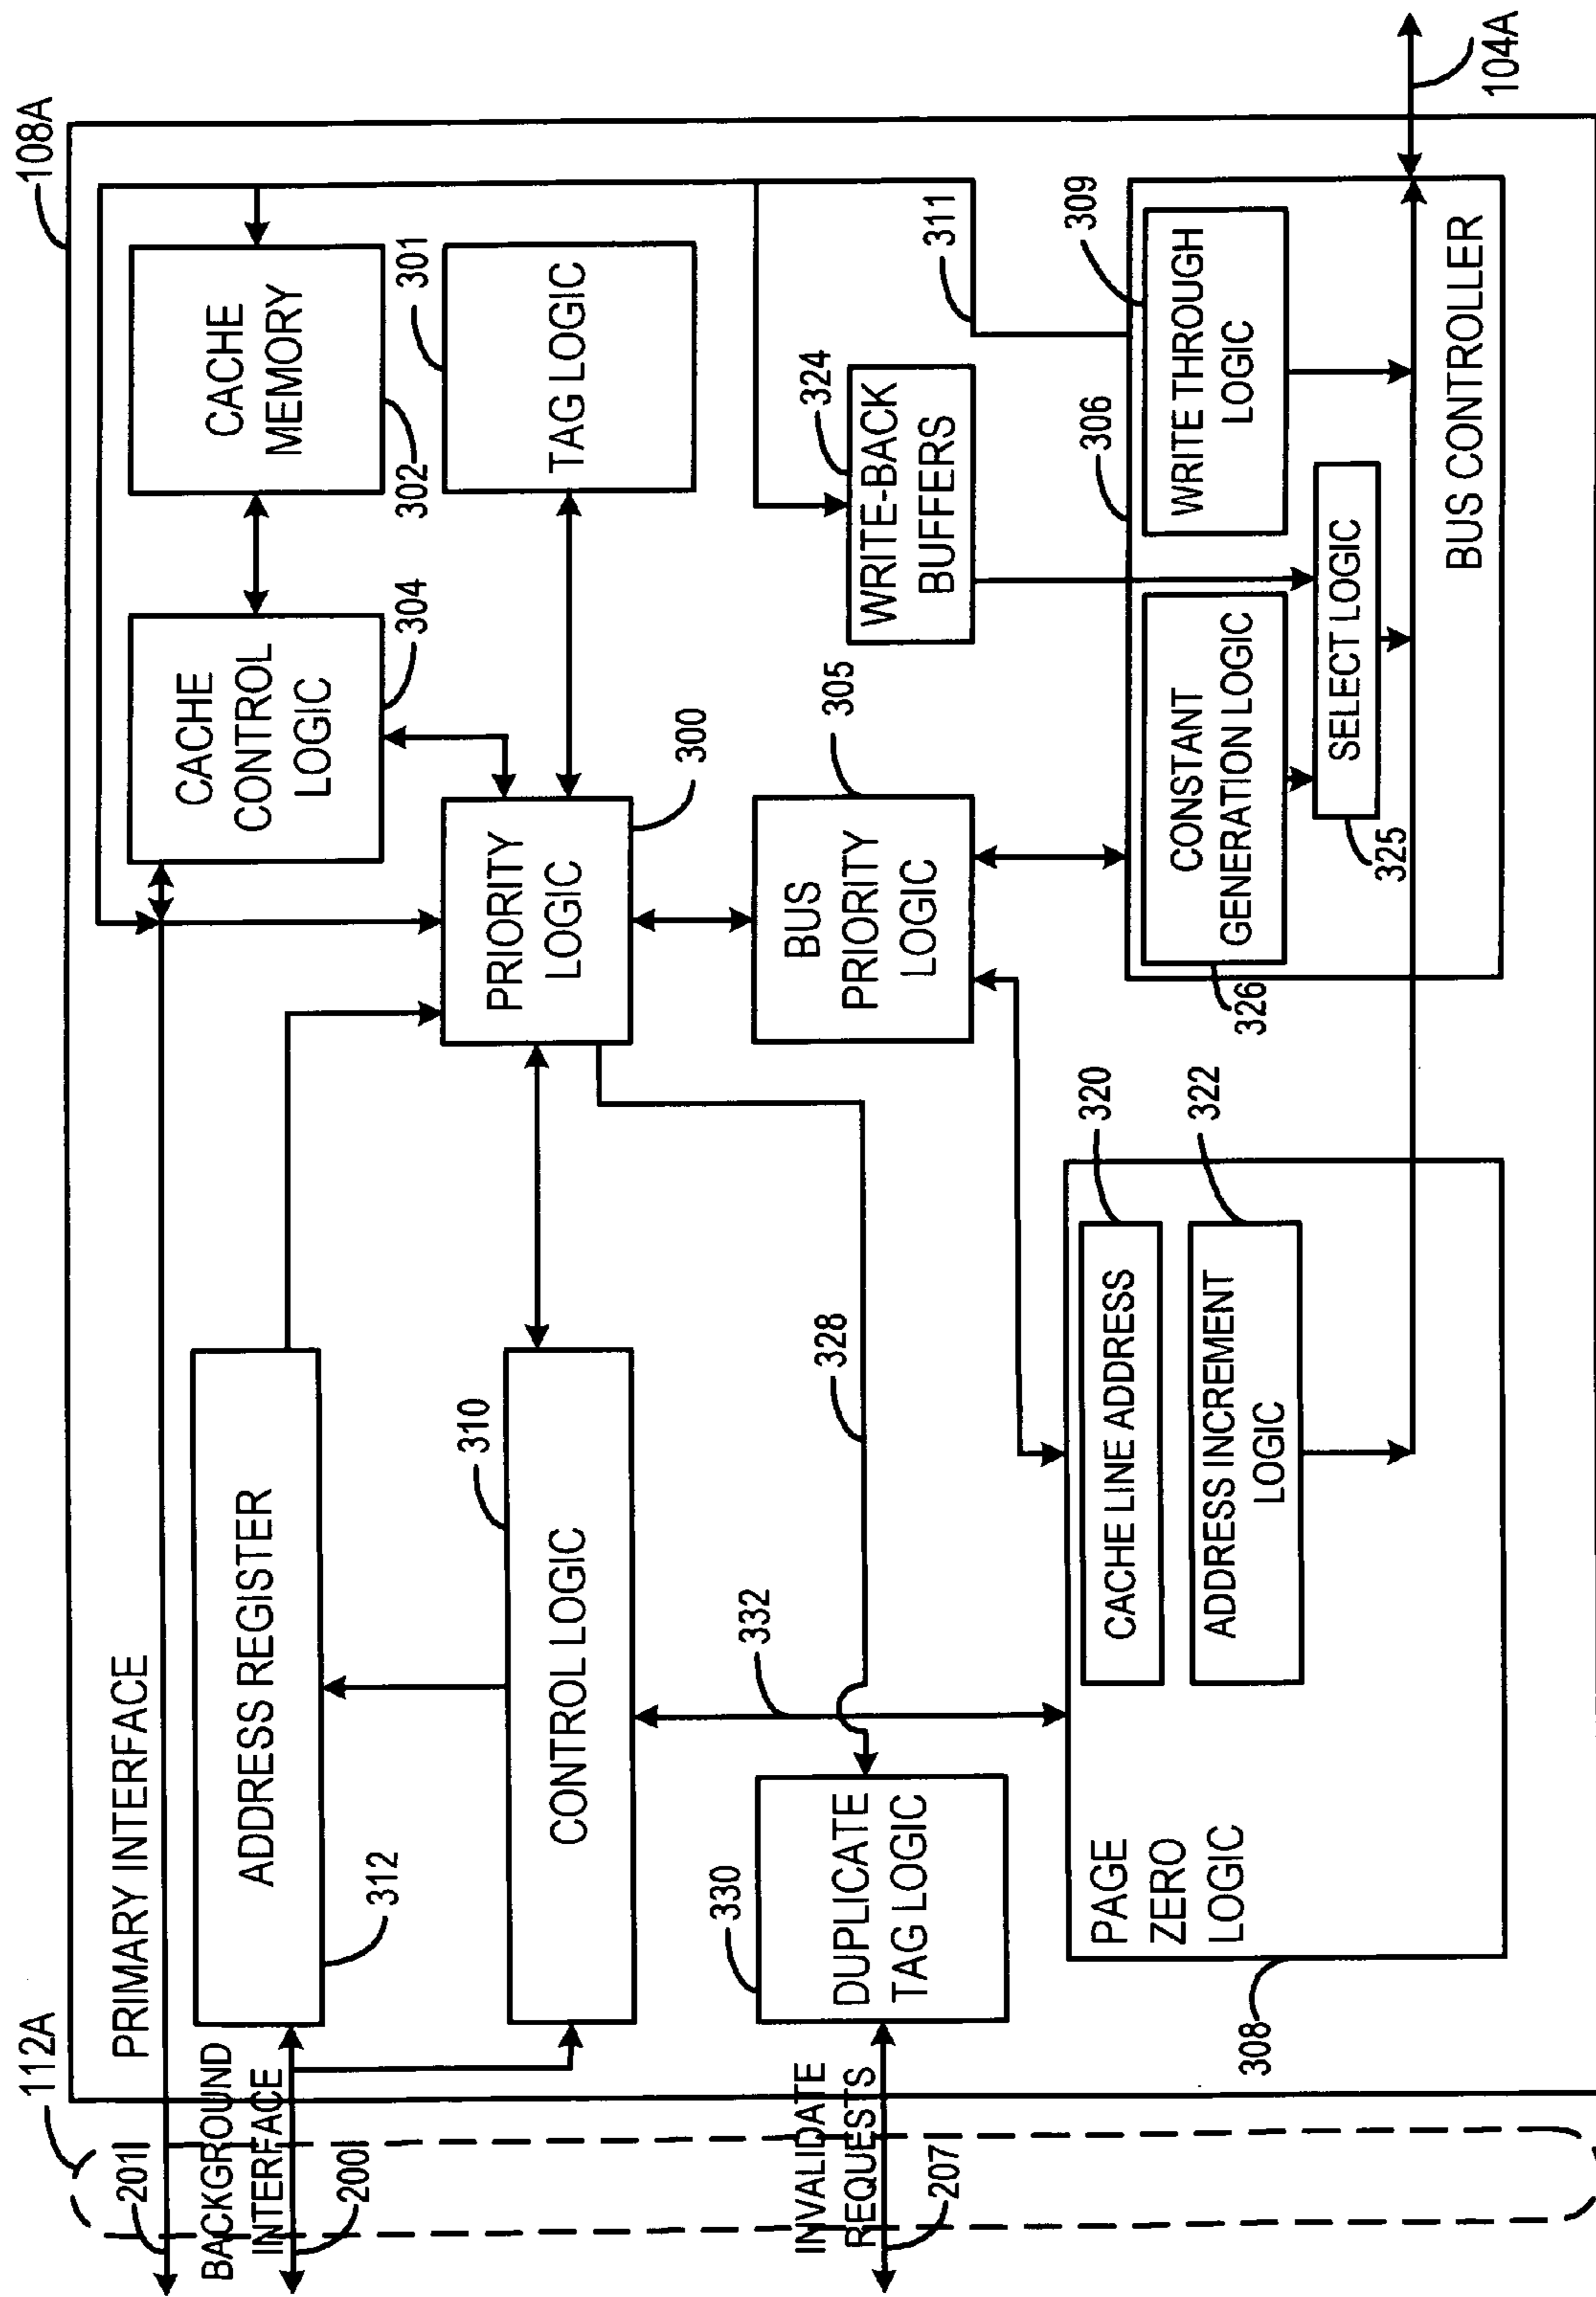 112A
108A
PRIMARY INTERFACE
201
BACKGROUND
INTERFACE
200
ADDRESS REGISTER
312
CACHE
CONTROL
LOGIC
304
CACHE
MEMORY
302
301
TAG LOGIC
CONTROL LOGIC
310
PRIORITY
LOGIC
300
INVALIDATE
REQUESTS
207
330
DUPLICATE
TAG LOGIC
332
328
BUS
PRIORITY
LOGIC
305
WRITE-BACK
BUFFERS
324
311
PAGE
ZERO
LOGIC
308
CACHE LINE ADDRESS
320
ADDRESS INCREMENT
LOGIC
322
306
309
CONSTANT
GENERATION LOGIC
326
WRITE THROUGH
LOGIC
SELECT LOGIC
325
BUS CONTROLLER
104A